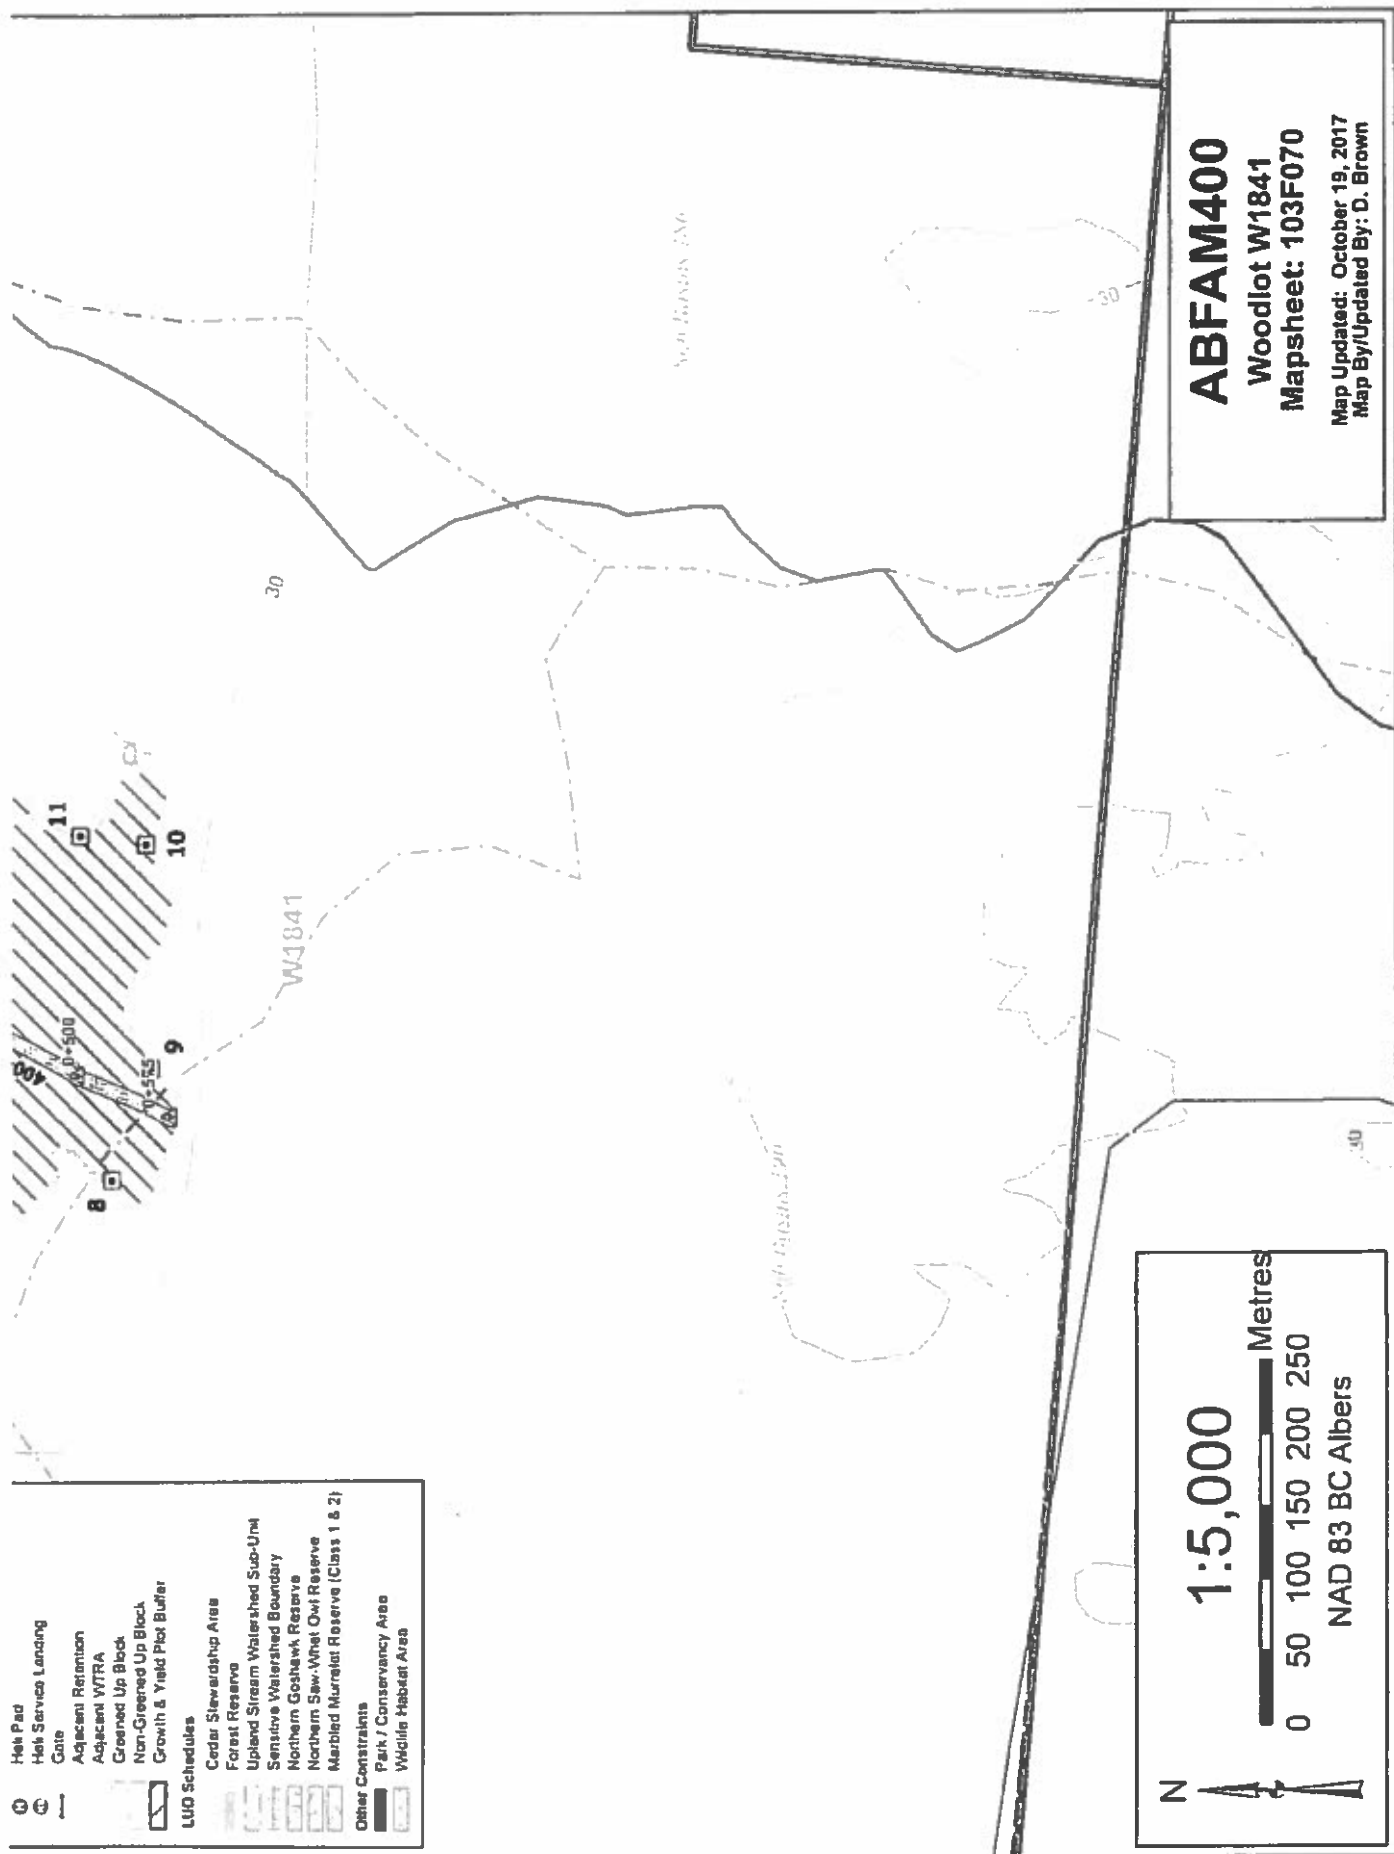 Heli Pad
Heli Service Landing
Gate
Adjacent Retention
Adjacent WTRA
Greened Up Block
Non-Greened Up Block
Growth & Yield Plot Buffer
LUO Schedules
Cedar Stewardship Area
Forest Reserve
Upland Stream Watershed Sub-Unit
Sensitive Watershed Boundary
Northern Goshawk Reserve
Northern Saw-Whet Owl Reserve
Marbled Murrelet Reserve (Class 1 & 2)
Other Constraints
Park / Conservancy Area
Wildlife Habitat Area
8
400
0+500
0+575
9
11
10
CX
W1841
30
30
30
1:5,000
Metres
0 50 100 150 200 250
NAD 83 BC Albers
N
ABFAM400
Woodlot W1841
Mapsheet: 103F070
Map Updated: October 19, 2017
Map By/Updated By: D. Brown